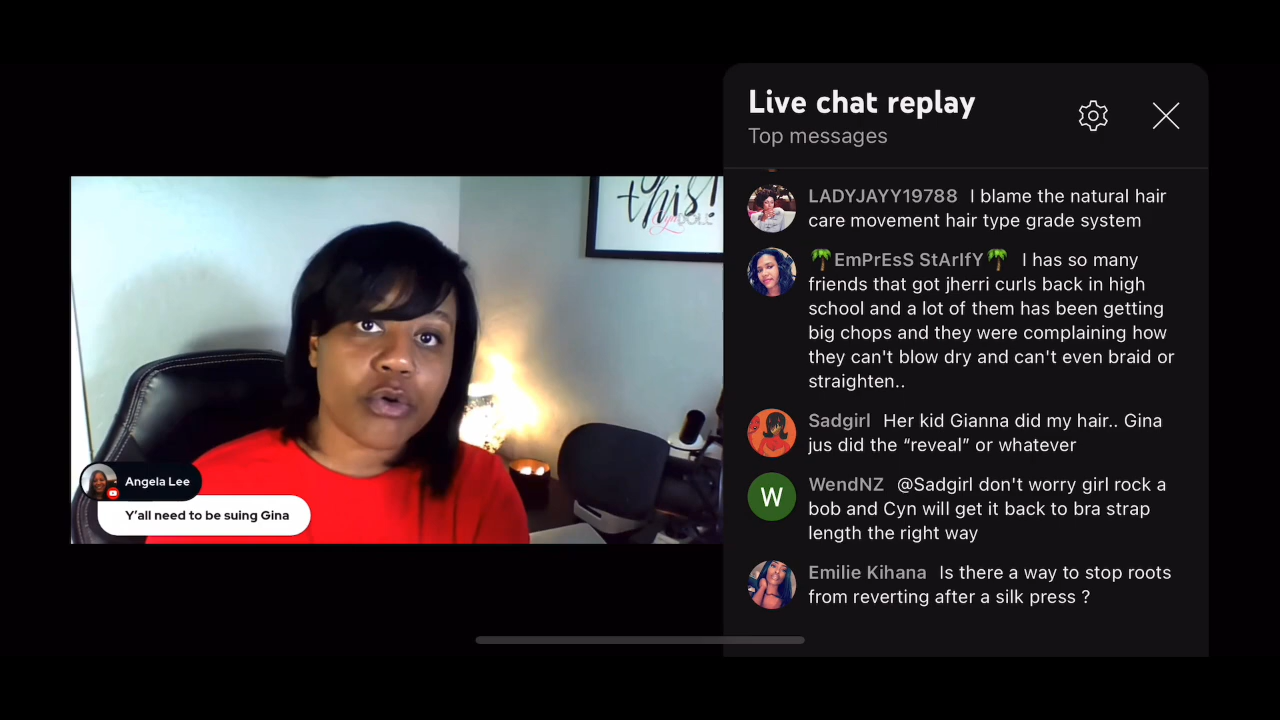 this!
CynDOLL
Angela Lee
Y’all need to be suing Gina
Live chat replay
Top messages
LADYJAYY19788 I blame the natural hair
care movement hair type grade system
🌴EmPrEsS StArIfY🌴 I has so many
friends that got jherri curls back in high
school and a lot of them has been getting
big chops and they were complaining how
they can't blow dry and can't even braid or
straighten..
Sadgirl Her kid Gianna did my hair.. Gina
jus did the “reveal” or whatever
W
WendNZ @Sadgirl don't worry girl rock a
bob and Cyn will get it back to bra strap
length the right way
Emilie Kihana Is there a way to stop roots
from reverting after a silk press ?